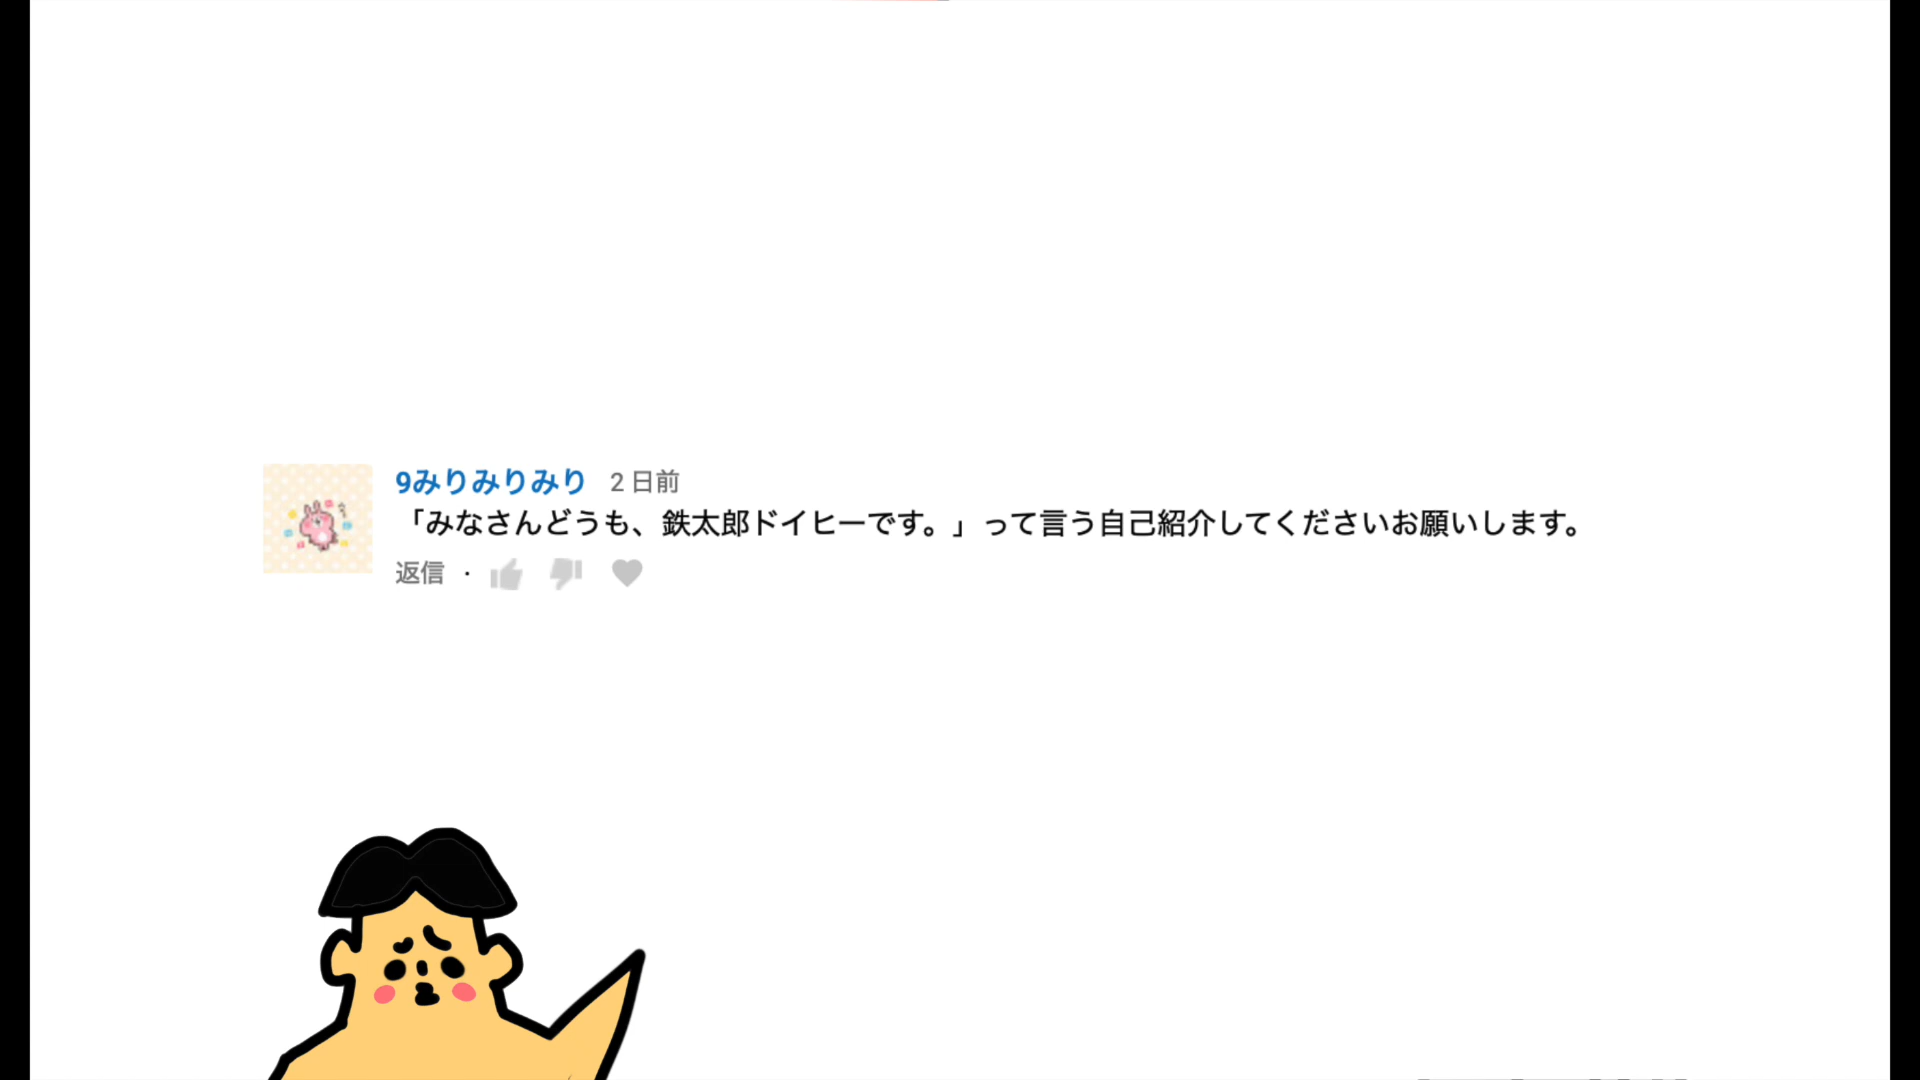 9みりみりみり 2 日前
「みなさんどうも、鉄太郎ドイヒーです。」って言う自己紹介してくださいお願いします。
返信 ·